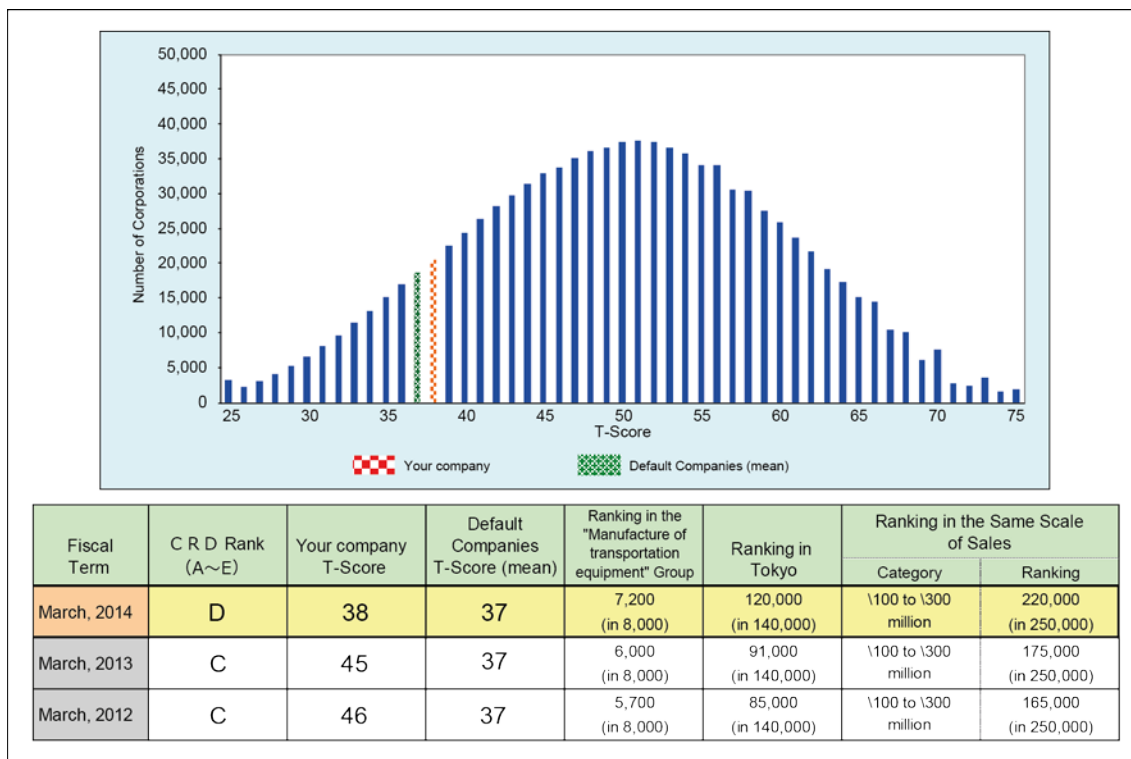 50,000
45,000
40,000
35,000
30,000
25,000
20,000
15,000
10,000
5,000
0
Number of Corporations
25 30 35 40 45 50 55 60 65 70 75
T-Score
Your company Default Companies (mean)
Fiscal
Term
C R D Rank
(A～E)
Your company
T-Score
Default
Companies
T-Score (mean)
Ranking in the
"Manufacture of
transportation
equipment" Group
Ranking in
Tokyo
Ranking in the Same Scale
of Sales
Category Ranking
March, 2014 D 38 37
7,200
(in 8,000)
120,000
(in 140,000)
\100 to \300
million
220,000
(in 250,000)
March, 2013 C 45 37
6,000
(in 8,000)
91,000
(in 140,000)
\100 to \300
million
175,000
(in 250,000)
March, 2012 C 46 37
5,700
(in 8,000)
85,000
(in 140,000)
\100 to \300
million
165,000
(in 250,000)